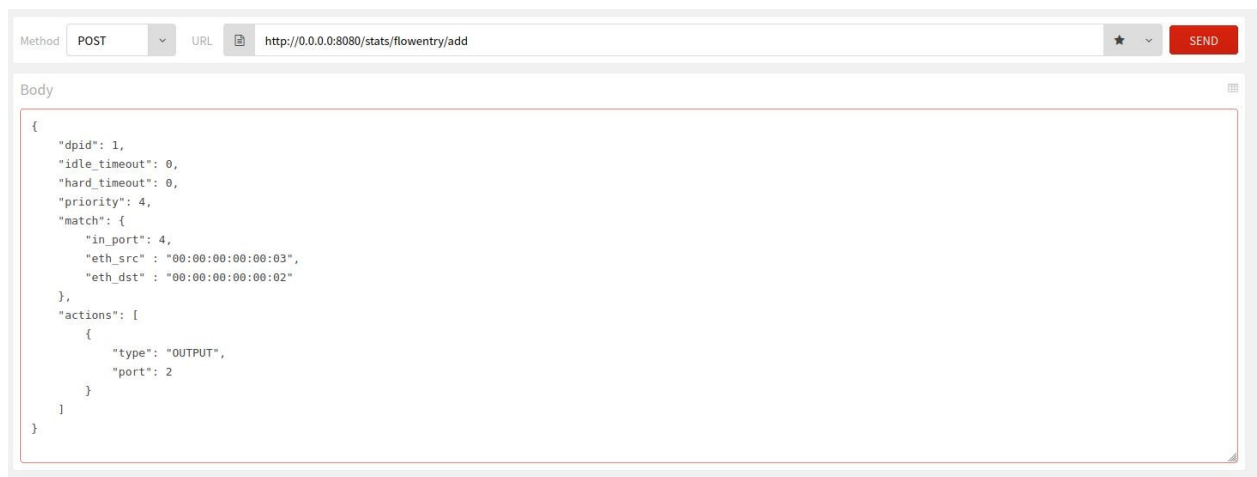 Method POST URL http://0.0.0.0:8080/stats/flowentry/add SEND
Body
{
    "dpid": 1,
    "idle_timeout": 0,
    "hard_timeout": 0,
    "priority": 4,
    "match": {
        "in_port": 4,
        "eth_src" : "00:00:00:00:00:03",
        "eth_dst" : "00:00:00:00:00:02"
    },
    "actions": [
        {
            "type": "OUTPUT",
            "port": 2
        }
    ]
}